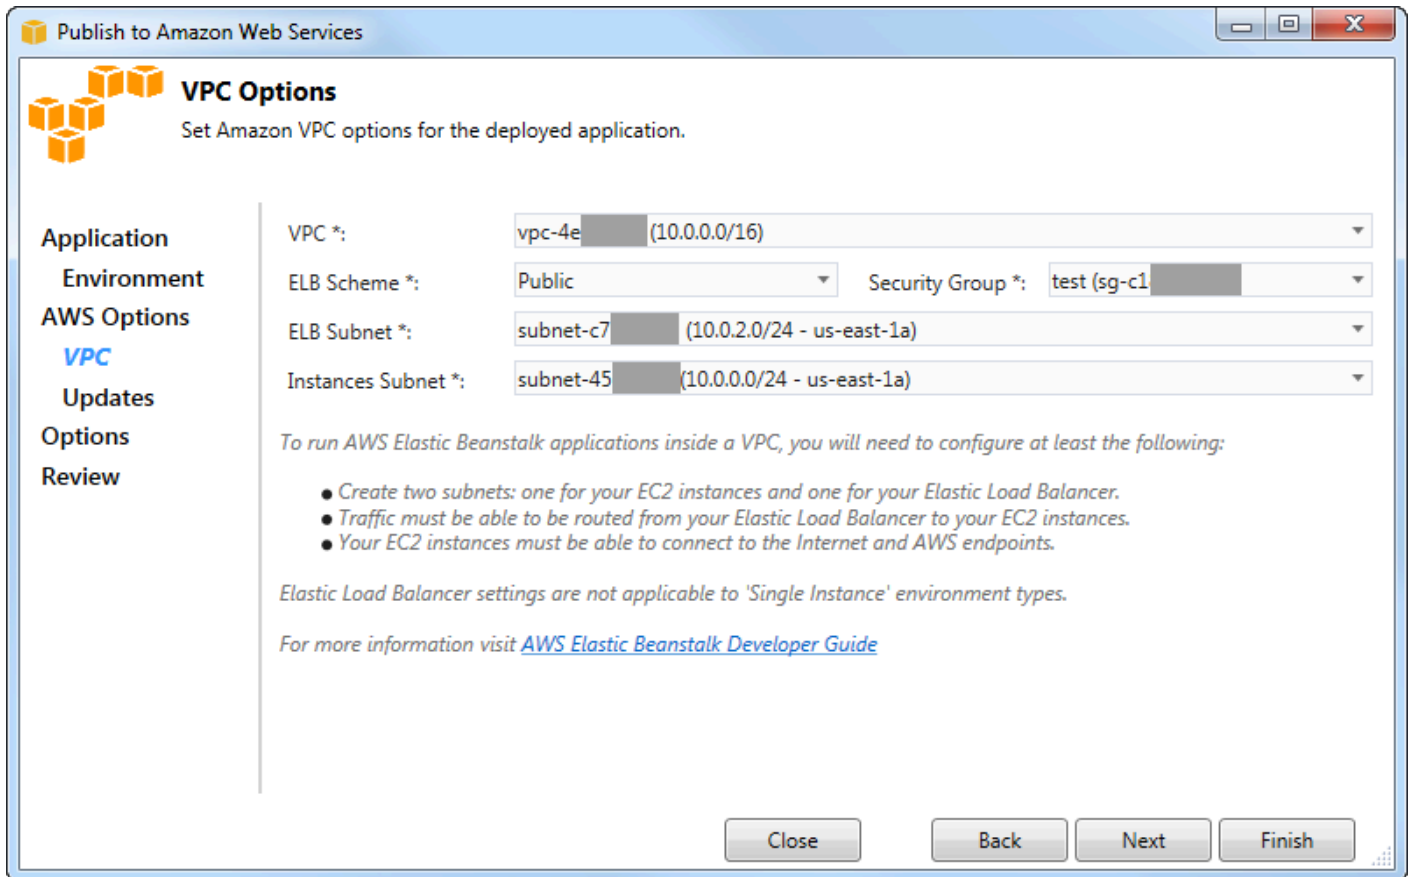 Publish to Amazon Web Services
VPC Options
Set Amazon VPC options for the deployed application.
Application
Environment
AWS Options
VPC
Updates
Options
Review
VPC *: vpc-4e (10.0.0.0/16)
ELB Scheme *: Public Security Group *: test (sg-c1
ELB Subnet *: subnet-c7 (10.0.2.0/24 - us-east-1a)
Instances Subnet *: subnet-45 (10.0.0.0/24 - us-east-1a)
To run AWS Elastic Beanstalk applications inside a VPC, you will need to configure at least the following:
● Create two subnets: one for your EC2 instances and one for your Elastic Load Balancer.
● Traffic must be able to be routed from your Elastic Load Balancer to your EC2 instances.
● Your EC2 instances must be able to connect to the Internet and AWS endpoints.
Elastic Load Balancer settings are not applicable to 'Single Instance' environment types.
For more information visit AWS Elastic Beanstalk Developer Guide
Close Back Next Finish